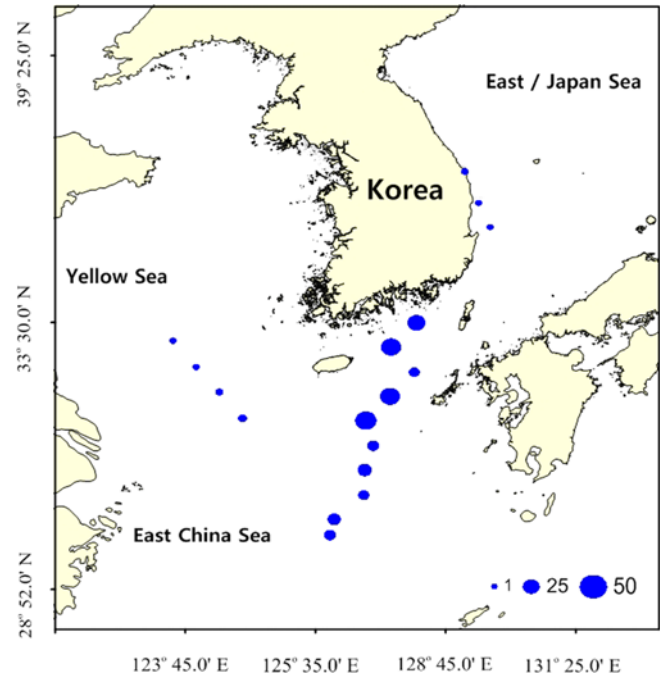 39° 25.0' N
East / Japan Sea
Korea
Yellow Sea
33° 30.0' N
East China Sea
1 25 50
28° 52.0' N
123° 45.0' E 125° 35.0' E 128° 45.0' E 131° 25.0' E